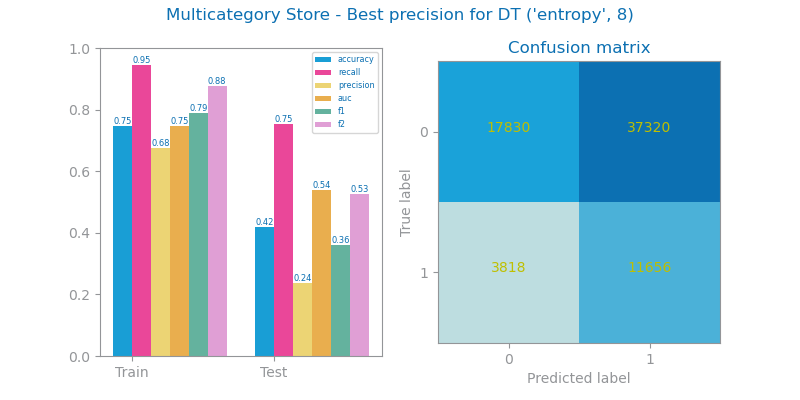 Multicategory Store - Best precision for DT ('entropy', 8)
1.0
0.8
0.6
0.4
0.2
0.0
0.75
0.95
0.68
0.75
0.79
0.88
0.42
0.75
0.24
0.54
0.36
0.53
Train
Test
accuracy
recall
precision
auc
f1
f2
Confusion matrix
True label
0
1
17830
37320
3818
11656
0
1
Predicted label